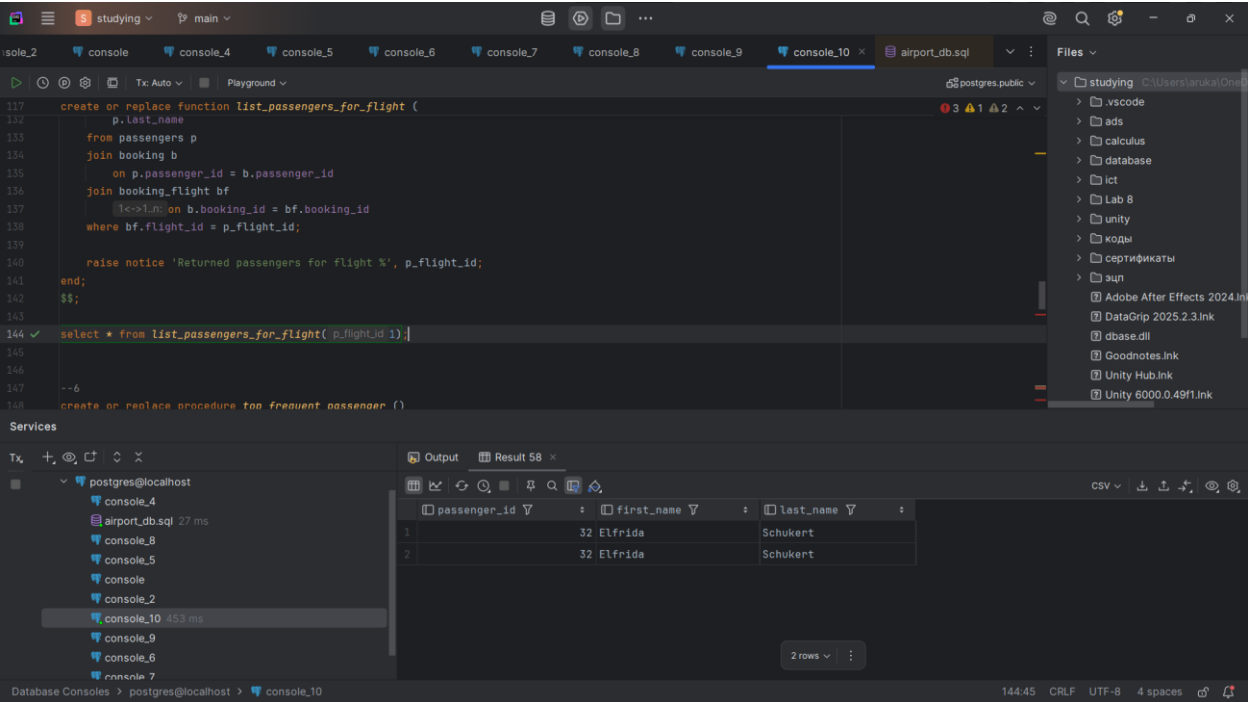 S studying main
sole_2 console console_4 console_5 console_6 console_7 console_8 console_9 console_10 airport_db.sql Files
Tx: Auto Playground postgres.public
studying C:\Users\aruka\OneD
117 create or replace function list_passengers_for_flight ( 3 1 2
.vscode
132 p.last_name
ads
133 from passengers p
calculus
134 join booking b
database
135 on p.passenger_id = b.passenger_id
ict
136 join booking_flight bf
Lab 8
137 1<->1..n: on b.booking_id = bf.booking_id
unity
138 where bf.flight_id = p_flight_id;
коды
139
сертификаты
140 raise notice 'Returned passengers for flight %', p_flight_id;
эцп
141 end;
Adobe After Effects 2024.lnk
142 $$;
DataGrip 2025.2.3.lnk
143
144 select * from list_passengers_for_flight( p_flight_id 1);
dbase.dll
145
Goodnotes.lnk
146
Unity Hub.lnk
147 --6
Unity 6000.0.49f1.lnk
148 create or replace procedure top_frequent_passenger ()
Services
Tx
postgres@localhost
console_4
airport_db.sql 27 ms
console_8
console_5
console
console_2
console_10 453 ms
console_9
console_6
console_7
Output Result 58
CSV
passenger_id first_name last_name
1 32 Elfrida Schukert
2 32 Elfrida Schukert
2 rows
Database Consoles > postgres@localhost > console_10 144:45 CRLF UTF-8 4 spaces